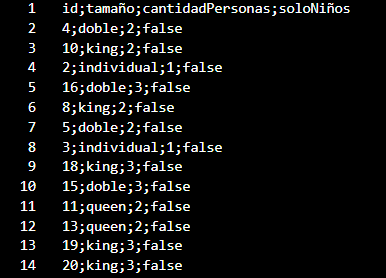 1 id;tamaño;cantidadPersonas;soloNiños
2 4;doble;2;false
3 10;king;2;false
4 2;individual;1;false
5 16;doble;3;false
6 8;king;2;false
7 5;doble;2;false
8 3;individual;1;false
9 18;king;3;false
10 15;doble;3;false
11 11;queen;2;false
12 13;queen;2;false
13 19;king;3;false
14 20;king;3;false